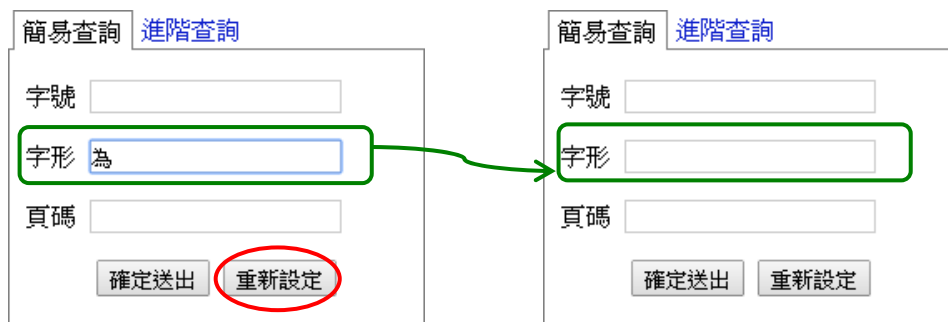 簡易查詢 進階查詢
字號
字形 為
頁碼
確定送出 重新設定
簡易查詢 進階查詢
字號
字形
頁碼
確定送出 重新設定